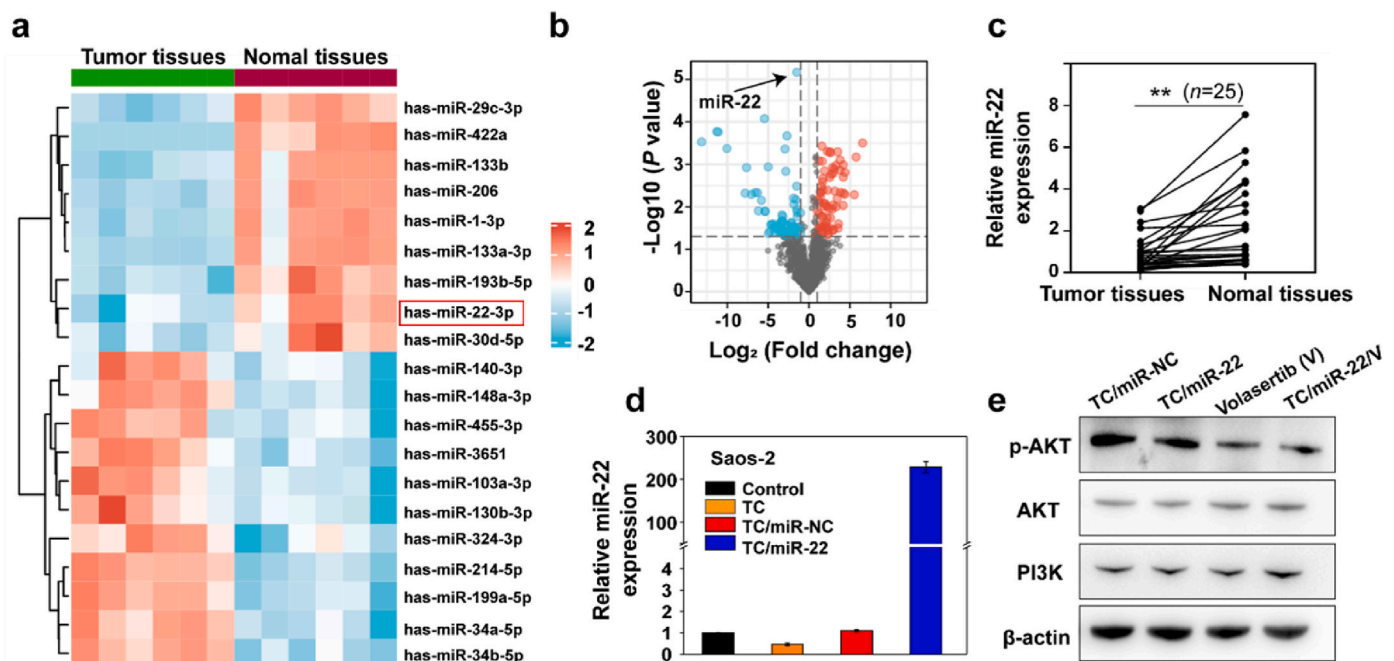 a
Tumor tissues Nomal tissues
has-miR-29c-3p
has-miR-422a
has-miR-133b
has-miR-206
has-miR-1-3p
has-miR-133a-3p
has-miR-193b-5p
has-miR-22-3p
has-miR-30d-5p
has-miR-140-3p
has-miR-148a-3p
has-miR-455-3p
has-miR-3651
has-miR-103a-3p
has-miR-130b-3p
has-miR-324-3p
has-miR-214-5p
has-miR-199a-5p
has-miR-34a-5p
has-miR-34b-5p
2
1
0
-1
-2
b
-Log10 (P value)
5
4
3
2
1
0
miR-22
-10 -5 0 5 10
Log₂ (Fold change)
c
Relative miR-22
expression
8
6
4
2
0
** (n=25)
Tumor tissues Nomal tissues
d
Relative miR-22
expression
300
200
100
4
3
2
1
0
Saos-2
Control
TC
TC/miR-NC
TC/miR-22
e
TC/miR-NC
TC/miR-22
Volasertib (V)
TC/miR-22/V
p-AKT
AKT
PI3K
β-actin